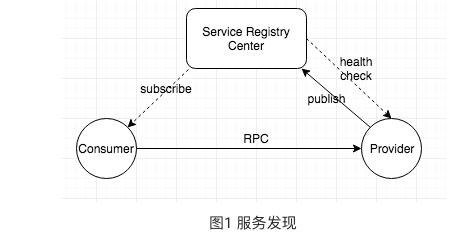 Service Registry
Center
health
check
subscribe
publish
RPC
Consumer
Provider
图1 服务发现